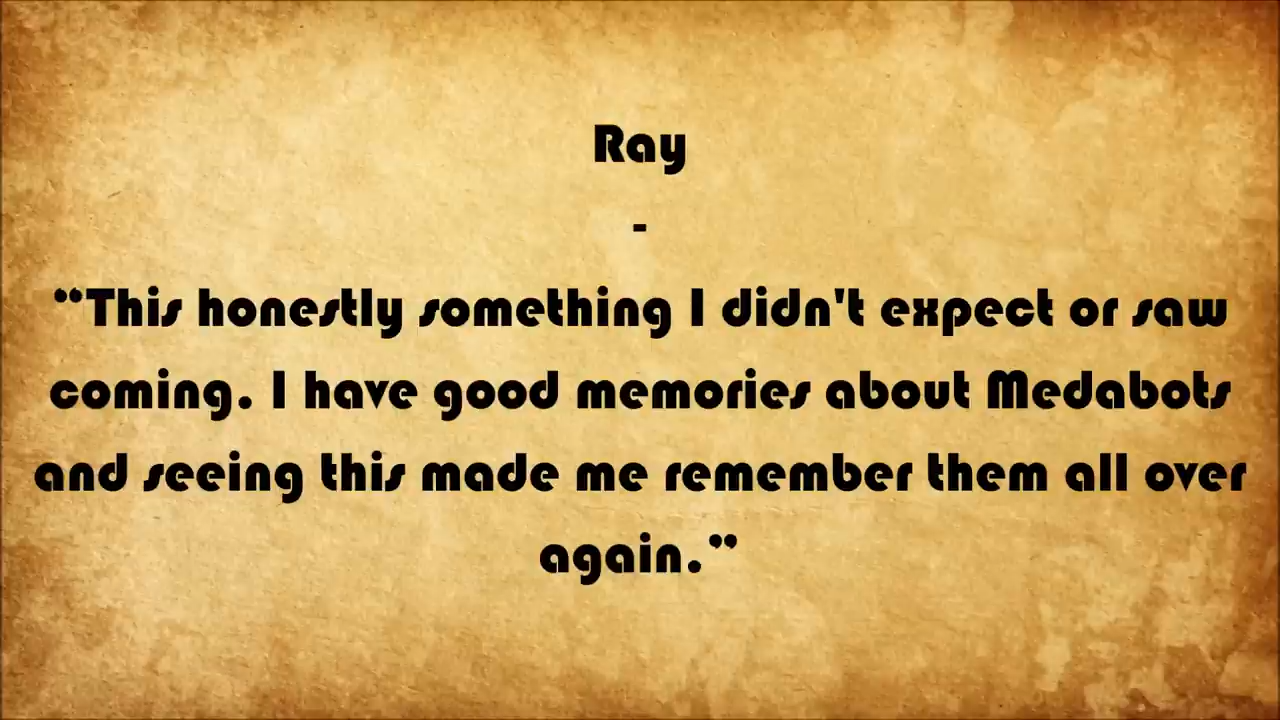 Ray
-
“This honestly something I didn't expect or saw
coming. I have good memories about Medabots
and seeing this made me remember them all over
again.”